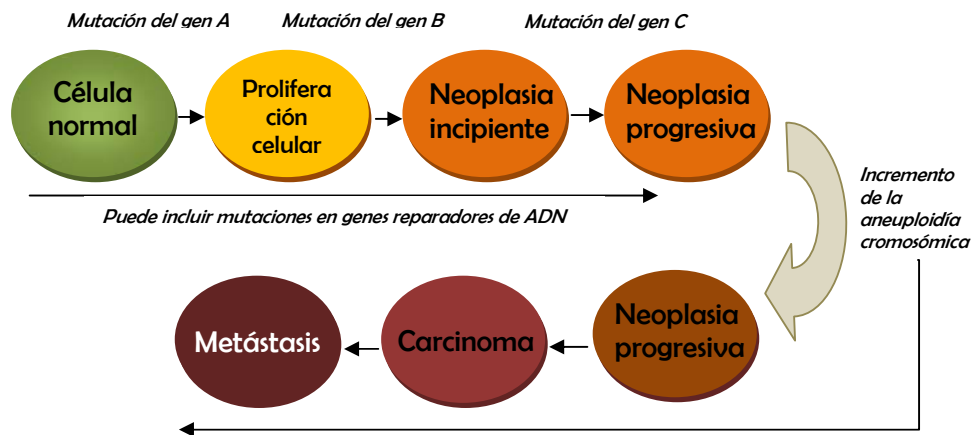 Mutación del gen A
Mutación del gen B
Mutación del gen C
Célula
normal
Prolifera
ción
celular
Neoplasia
incipiente
Neoplasia
progresiva
Puede incluir mutaciones en genes reparadores de ADN
Incremento
de la
aneuploidía
cromosómica
Neoplasia
progresiva
Carcinoma
Metástasis